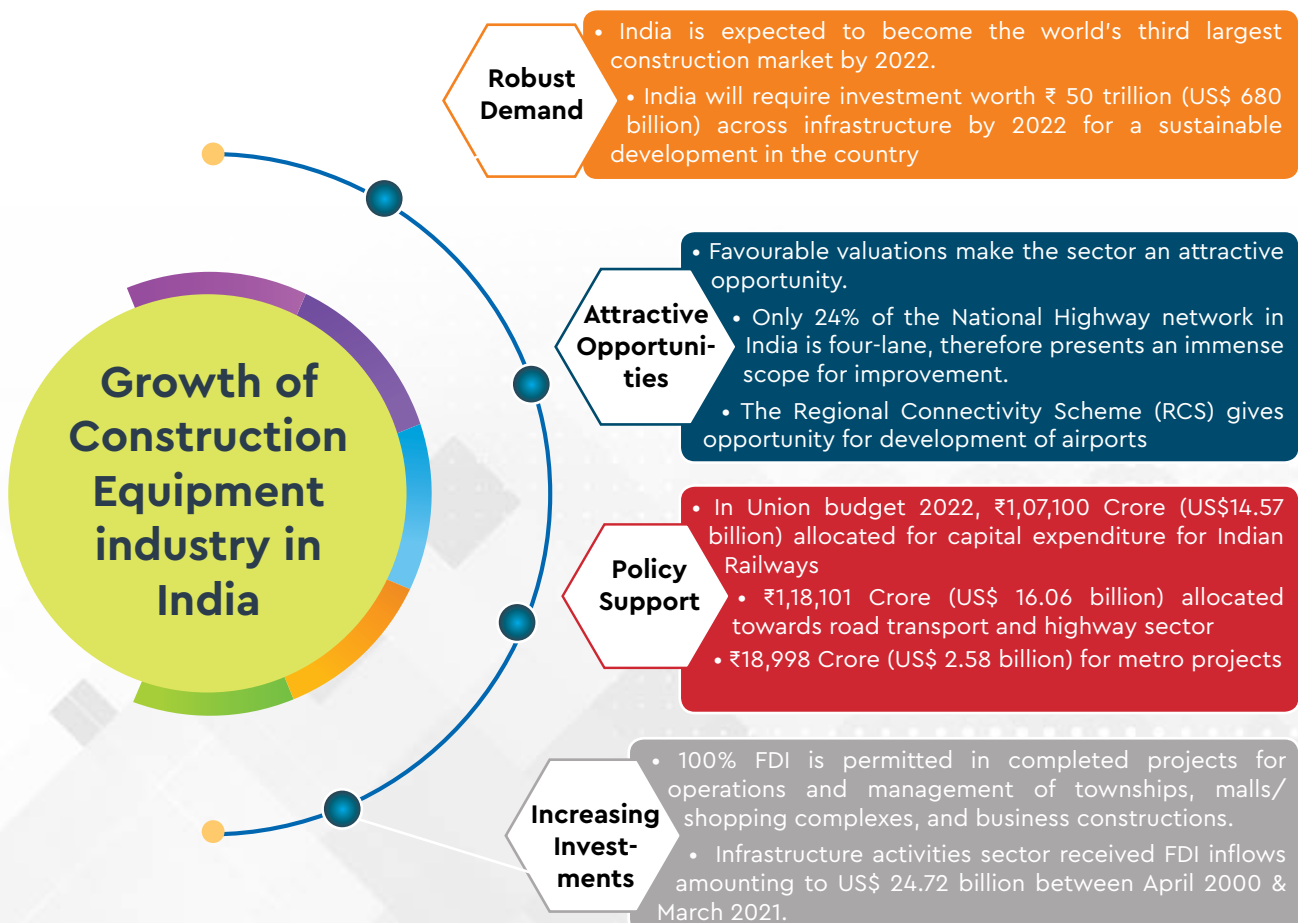 Growth of
Construction
Equipment
industry in
India
Robust
Demand
• India is expected to become the world's third largest
construction market by 2022.
• India will require investment worth ₹ 50 trillion (US$ 680
billion) across infrastructure by 2022 for a sustainable
development in the country
Attractive
Opportuni-
ties
• Favourable valuations make the sector an attractive
opportunity.
• Only 24% of the National Highway network in
India is four-lane, therefore presents an immense
scope for improvement.
• The Regional Connectivity Scheme (RCS) gives
opportunity for development of airports
Policy
Support
• In Union budget 2022, ₹1,07,100 Crore (US$14.57
billion) allocated for capital expenditure for Indian
Railways
• ₹1,18,101 Crore (US$ 16.06 billion) allocated
towards road transport and highway sector
• ₹18,998 Crore (US$ 2.58 billion) for metro projects
Increasing
Invest-
ments
• 100% FDI is permitted in completed projects for
operations and management of townships, malls/
shopping complexes, and business constructions.
• Infrastructure activities sector received FDI inflows
amounting to US$ 24.72 billion between April 2000 &
March 2021.